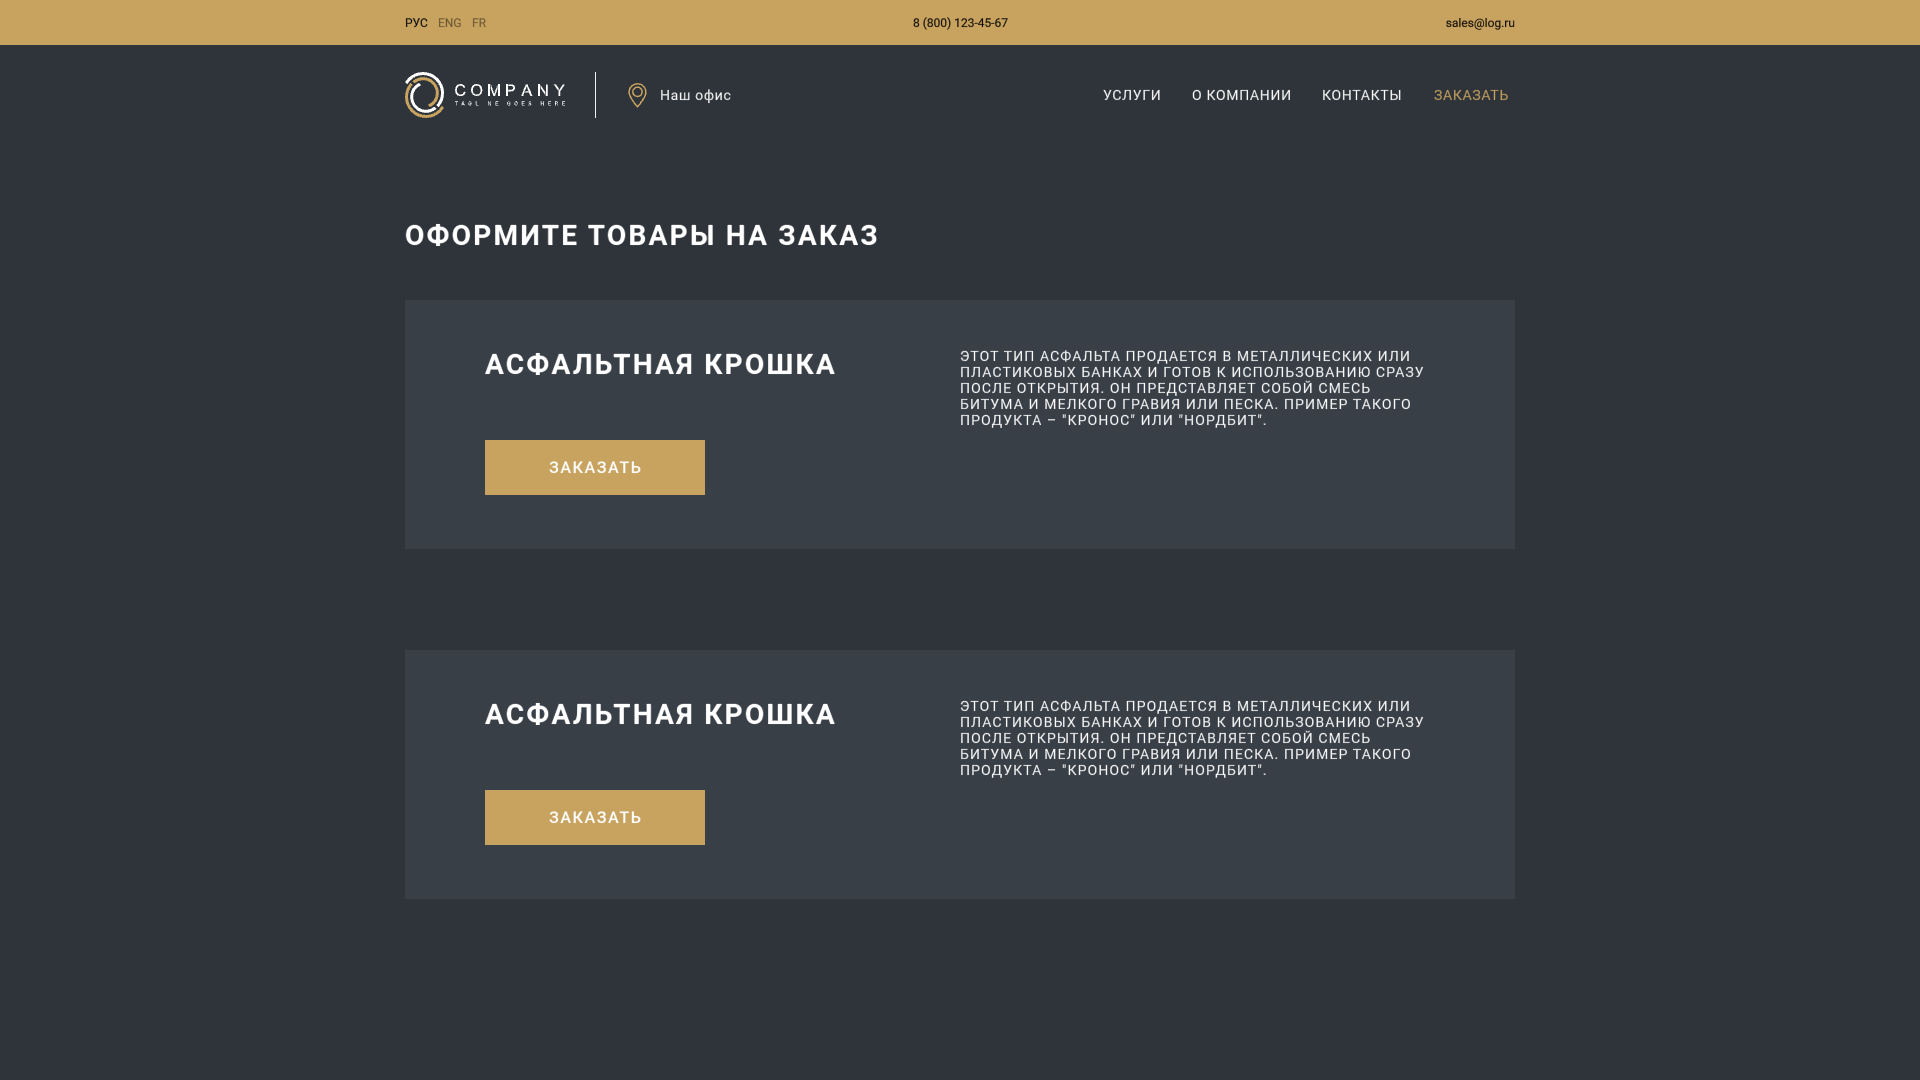 РУС ENG FR
8 (800) 123-45-67
sales@log.ru
COMPANY
TAGL NE GOES HERE
Наш офис
УСЛУГИ
О КОМПАНИИ
КОНТАКТЫ
ЗАКАЗАТЬ
ОФОРМИТЕ ТОВАРЫ НА ЗАКАЗ
АСФАЛЬТНАЯ КРОШКА
ЭТОТ ТИП АСФАЛЬТА ПРОДАЕТСЯ В МЕТАЛЛИЧЕСКИХ ИЛИ
ПЛАСТИКОВЫХ БАНКАХ И ГОТОВ К ИСПОЛЬЗОВАНИЮ СРАЗУ
ПОСЛЕ ОТКРЫТИЯ. ОН ПРЕДСТАВЛЯЕТ СОБОЙ СМЕСЬ
БИТУМА И МЕЛКОГО ГРАВИЯ ИЛИ ПЕСКА. ПРИМЕР ТАКОГО
ПРОДУКТА – "КРОНОС" ИЛИ "НОРДБИТ".
ЗАКАЗАТЬ
АСФАЛЬТНАЯ КРОШКА
ЭТОТ ТИП АСФАЛЬТА ПРОДАЕТСЯ В МЕТАЛЛИЧЕСКИХ ИЛИ
ПЛАСТИКОВЫХ БАНКАХ И ГОТОВ К ИСПОЛЬЗОВАНИЮ СРАЗУ
ПОСЛЕ ОТКРЫТИЯ. ОН ПРЕДСТАВЛЯЕТ СОБОЙ СМЕСЬ
БИТУМА И МЕЛКОГО ГРАВИЯ ИЛИ ПЕСКА. ПРИМЕР ТАКОГО
ПРОДУКТА – "КРОНОС" ИЛИ "НОРДБИТ".
ЗАКАЗАТЬ